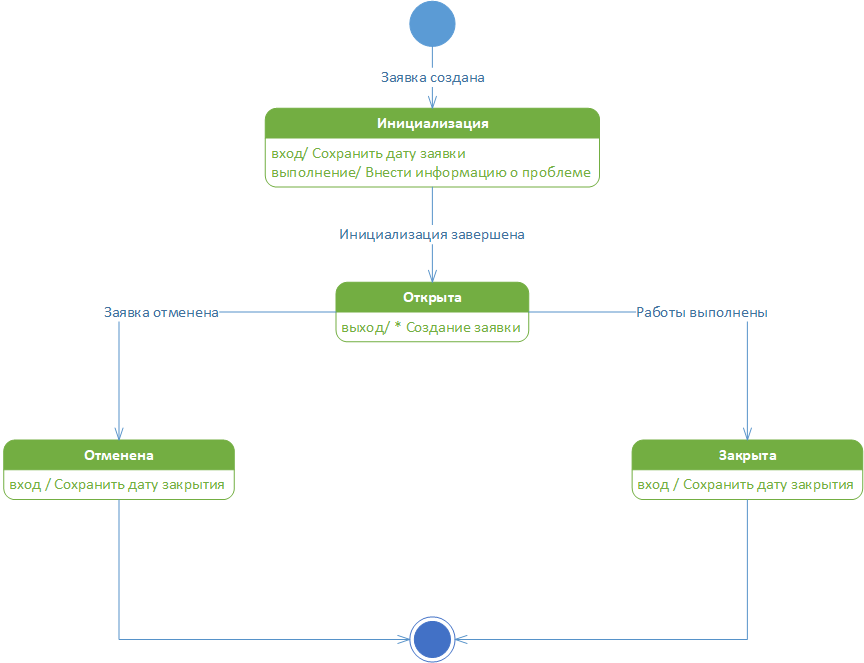 Заявка создана
Инициализация
вход/ Сохранить дату заявки
выполнение/ Внести информацию о проблеме
Инициализация завершена
Открыта
выход/ * Создание заявки
Заявка отменена
Работы выполнены
Отменена
вход / Сохранить дату закрытия
Закрыта
вход / Сохранить дату закрытия